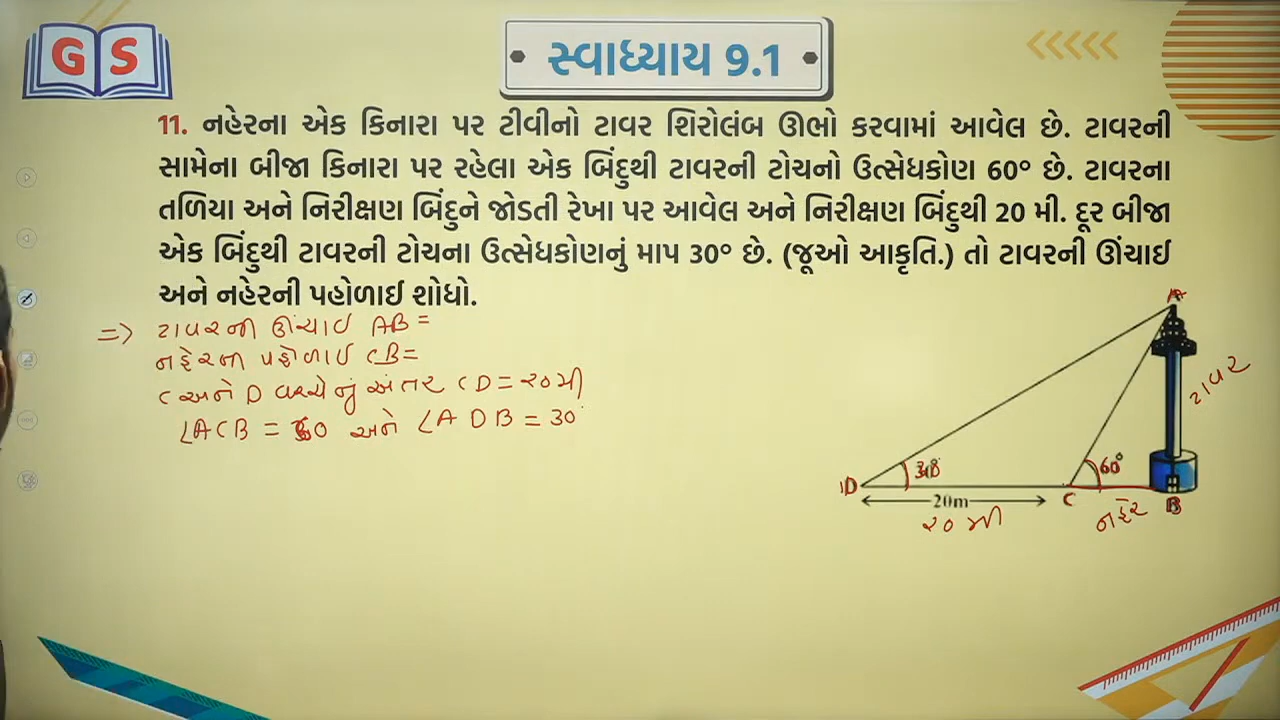 GS
સ્વાધ્યાય 9.1
11. નહેરના એક કિનારા પર ટીવીનો ટાવર શિરોલંબ ઊભો કરવામાં આવેલ છે. ટાવરની
સામેના બીજા કિનારા પર રહેલા એક બિંદુથી ટાવરની ટોચનો ઉત્સેધકોણ 60° છે. ટાવરના
તળિયા અને નિરીક્ષણ બિંદુને જોડતી રેખા પર આવેલ અને નિરીક્ષણ બિંદુથી 20 મી. દૂર બીજા
એક બિંદુથી ટાવરની ટોચના ઉત્સેધકોણનું માપ 30° છે. (જૂઓ આકૃતિ.) તો ટાવરની ઊંચાઈ
અને નહેરની પહોળાઈ શોધો.
=> ટાવરની ઊંચાઈ AB =
નહેરની પહોળાઈ CB =
C અને D વચ્ચેનું અંતર CD = ૨૦મી
∠ACB = 60 અને ∠ADB = 30
A
ટાવર
D 30° C 60° B
20m
૨૦ મી નહેર